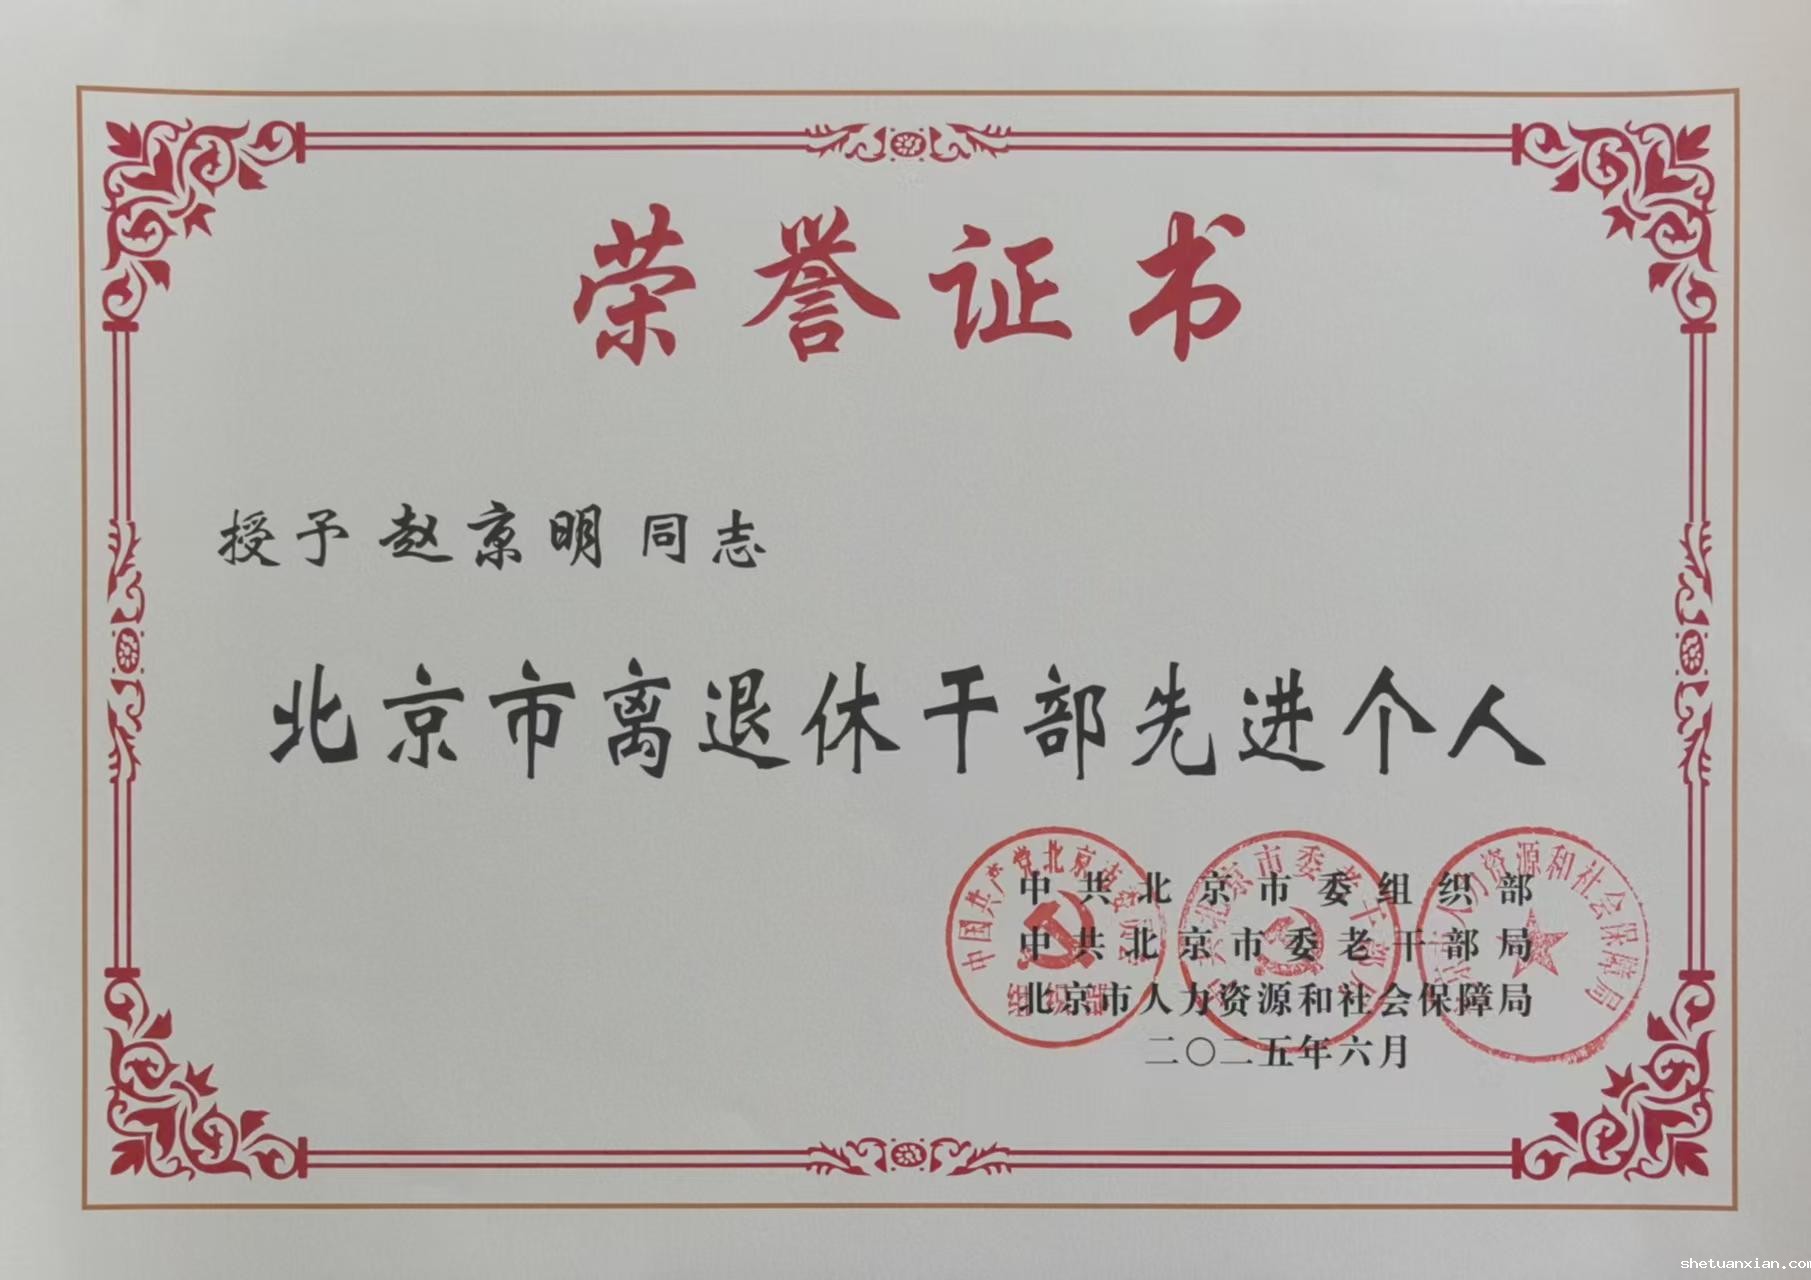 荣誉证书
授予 赵京明 同志
北京市离退休干部先进个人
中共北京市委组织部
中共北京市委老干部局
北京市人力资源和社会保障局
二〇二五年六月
shetuanxian.com